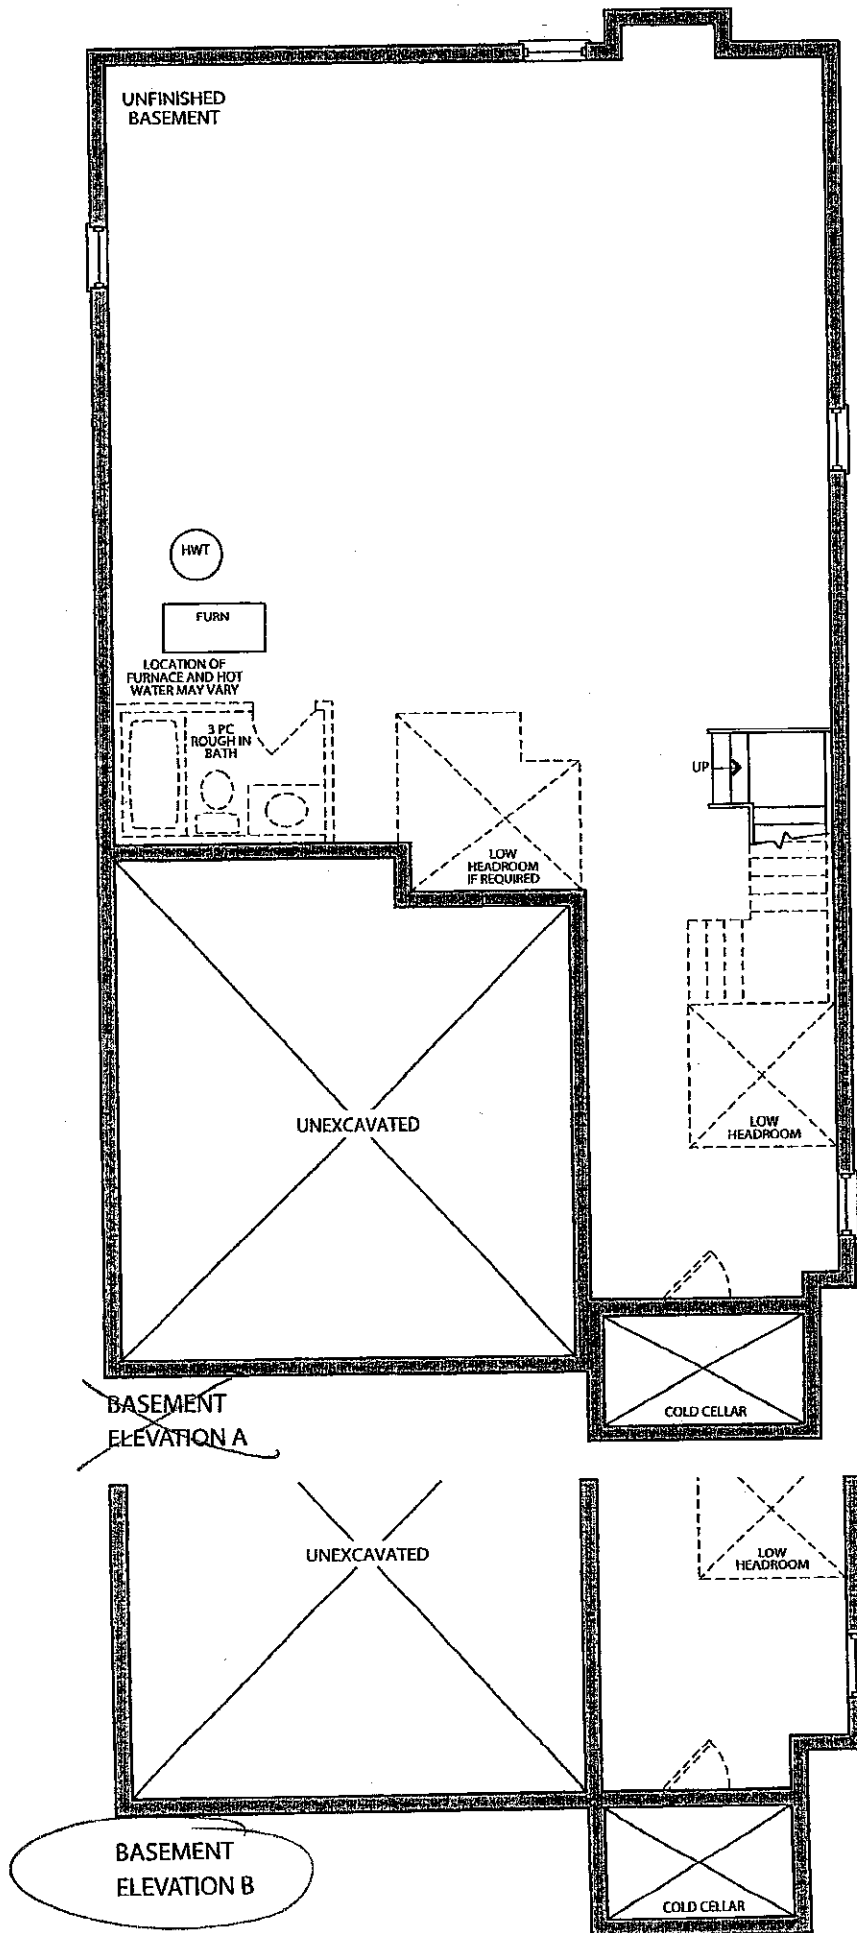 UNFINISHED
BASEMENT
HWT
FURN
LOCATION OF
FURNACE AND HOT
WATER MAY VARY
3 PC
ROUGH IN
BATH
UP
LOW
HEADROOM
IF REQUIRED
UNEXCAVATED
LOW
HEADROOM
COLD CELLAR
BASEMENT
ELEVATION A
UNEXCAVATED
LOW
HEADROOM
BASEMENT
ELEVATION B
COLD CELLAR